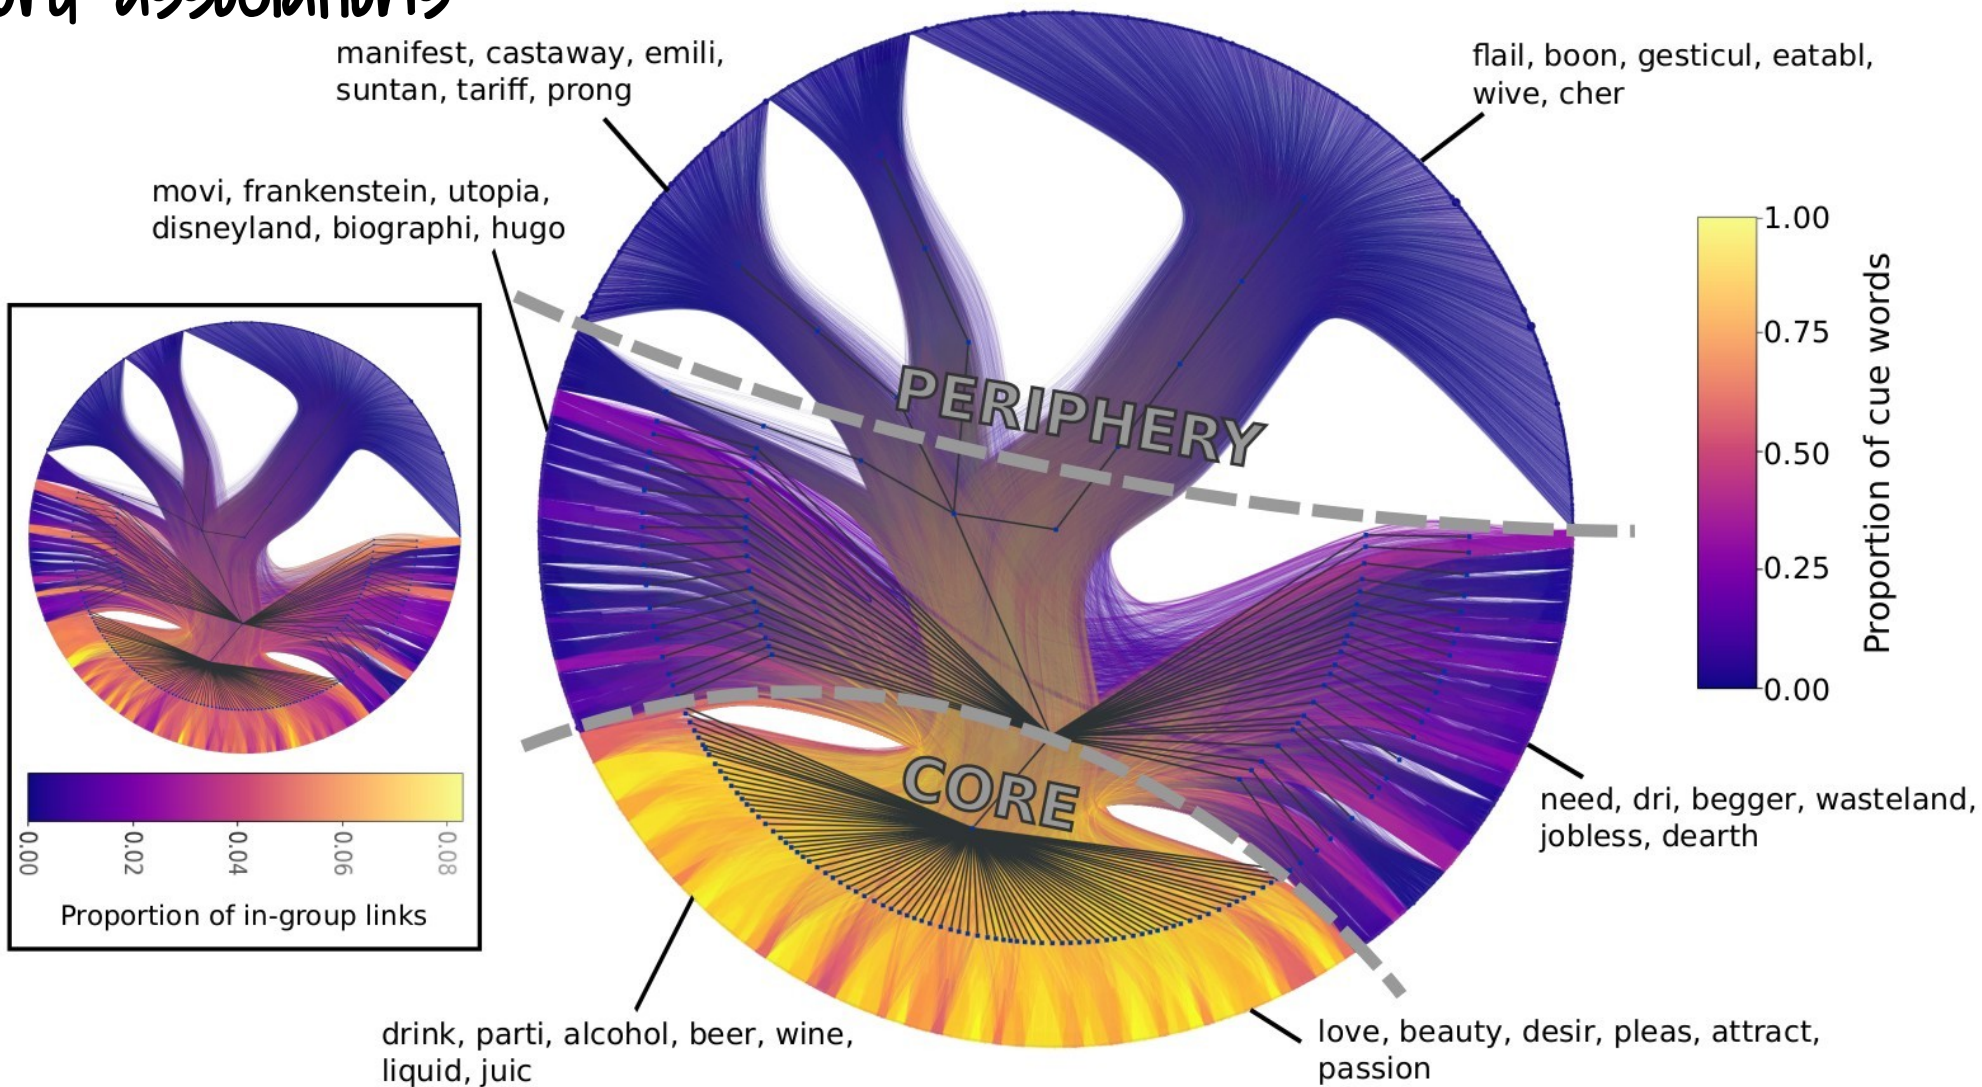 associations
manifest, castaway, emili,
suntan, tariff, prong
flail, boon, gesticul, eatabl,
wive, cher
movi, frankenstein, utopia,
disneyland, biographi, hugo
PERIPHERY
CORE
1.00
0.75
0.50
0.25
0.00
Proportion of cue words
0.00
0.02
0.04
0.06
0.08
Proportion of in-group links
need, dri, begger, wasteland,
jobless, dearth
drink, parti, alcohol, beer, wine,
liquid, juic
love, beauty, desir, pleas, attract,
passion